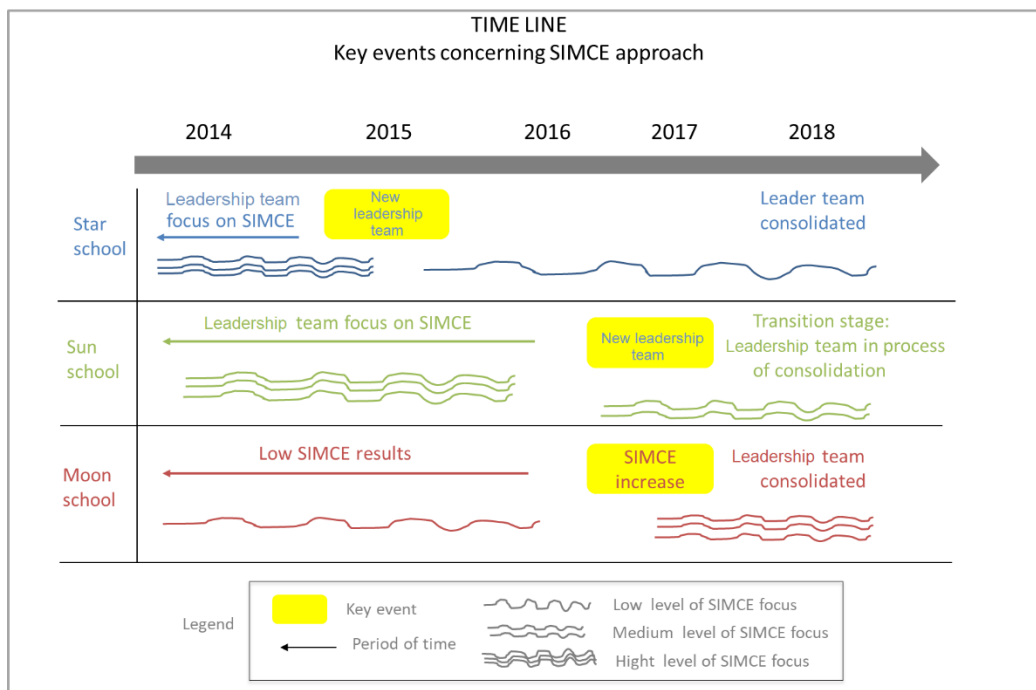 TIME LINE
Key events concerning SIMCE approach
2014 2015 2016 2017 2018
Star
school
Leadership team
focus on SIMCE
New
leadership
team
Leader team
consolidated
Sun
school
Leadership team focus on SIMCE
New leadership
team
Transition stage:
Leadership team in process
of consolidation
Moon
school
Low SIMCE results
SIMCE
increase
Leadership team
consolidated
Legend
Key event
Period of time
Low level of SIMCE focus
Medium level of SIMCE focus
Hight level of SIMCE focus